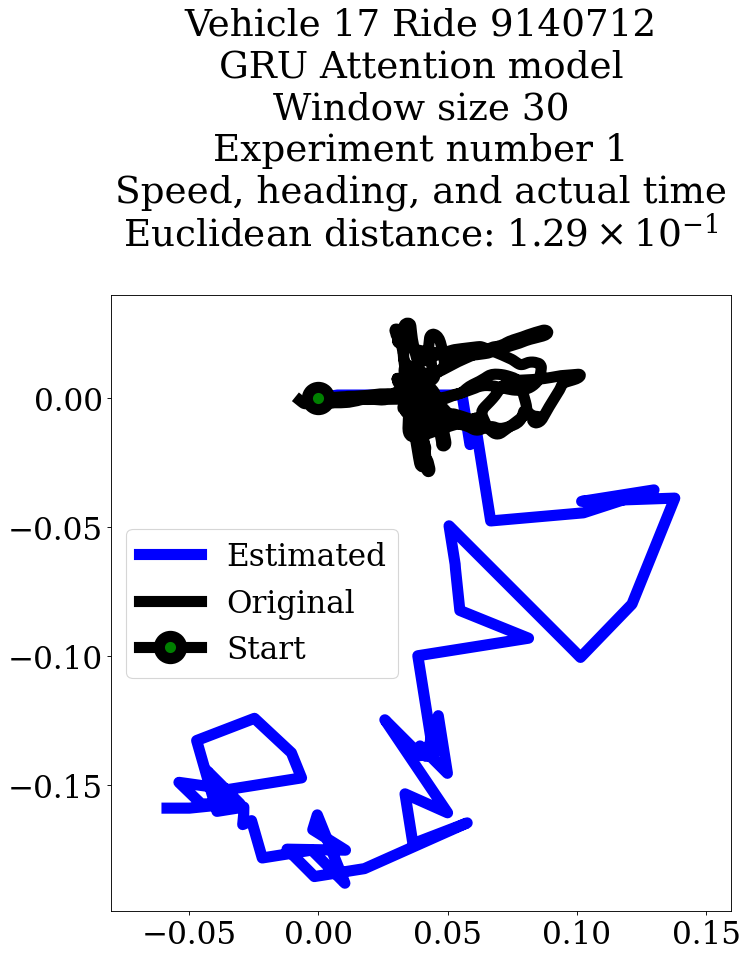 Vehicle 17 Ride 9140712
GRU Attention model
Window size 30
Experiment number 1
Speed, heading, and actual time
Euclidean distance: 1.29 × 10⁻¹
0.00
−0.05
−0.10
−0.15
Estimated
Original
Start
−0.05 0.00 0.05 0.10 0.15